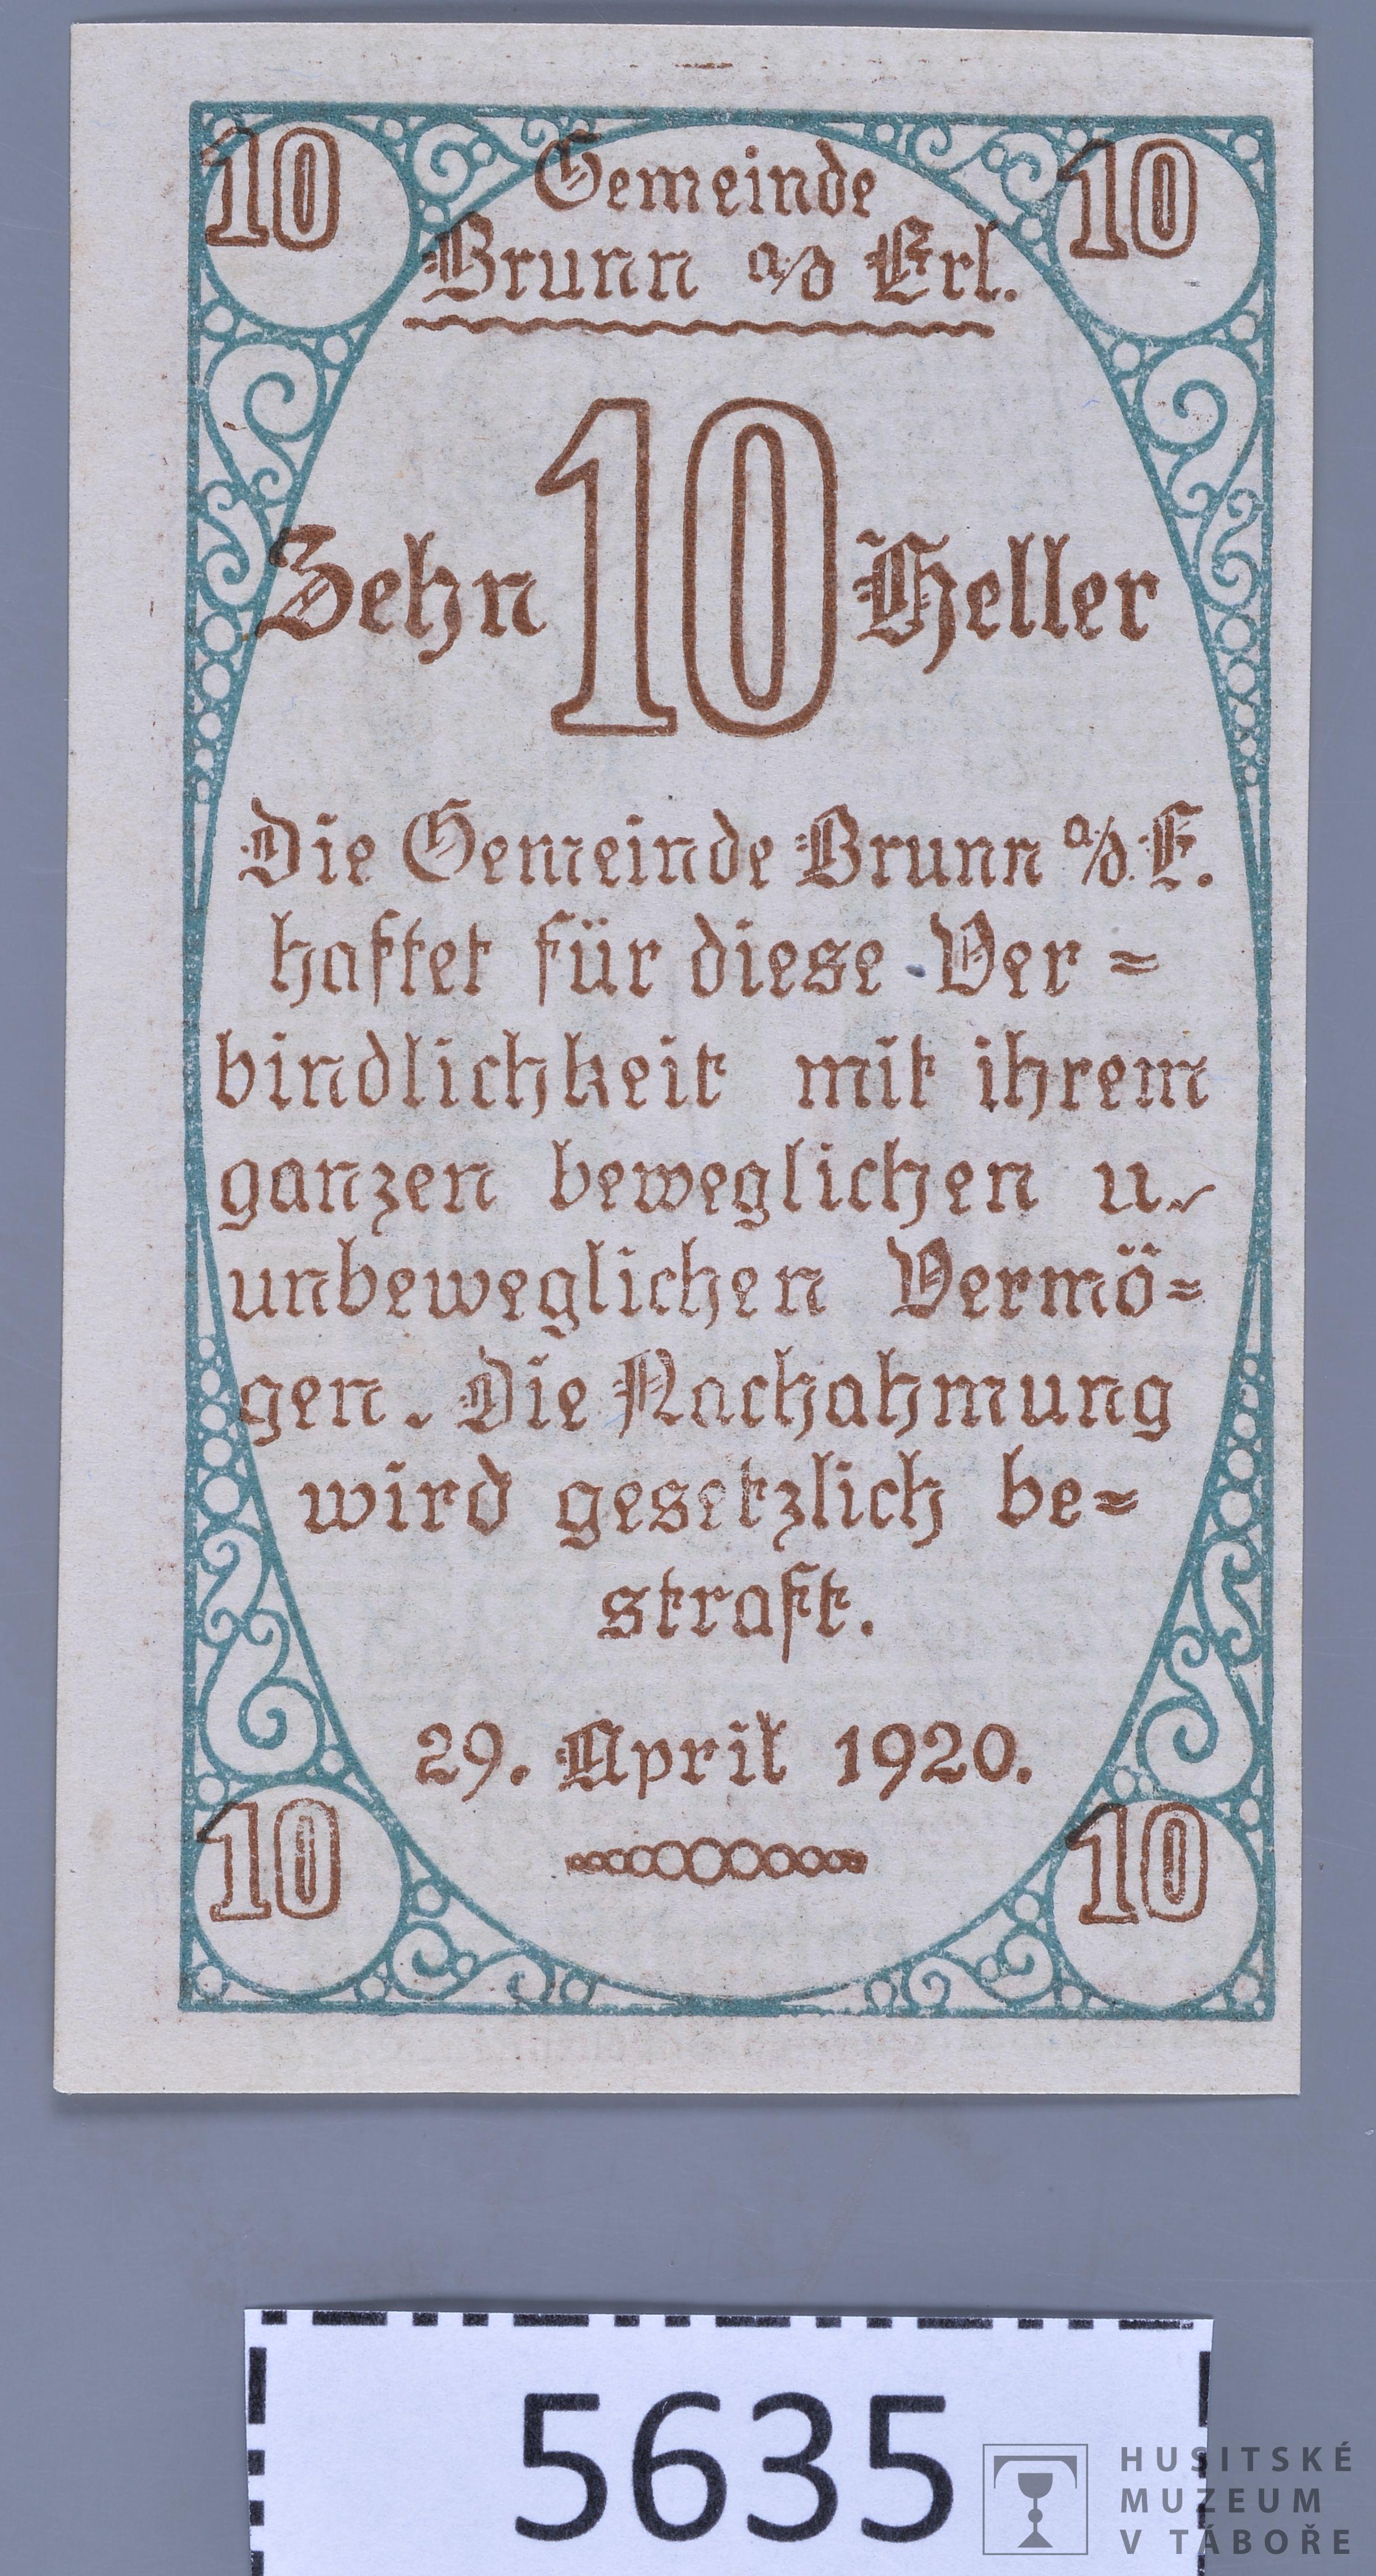 10 Gemeinde 10
Brunn a/d Erl.
Zehn 10 Heller
Die Gemeinde Brunn a/d. E.
haftet für diese Ver=
bindlichkeit mit ihrem
ganzen beweglichen u.
unbeweglichen Vermö=
gen. Die Nachahmung
wird gesetzlich be=
straft.
29. April 1920.
10 10
5635
HUSITSKÉ
MUZEUM
V TÁBOŘE